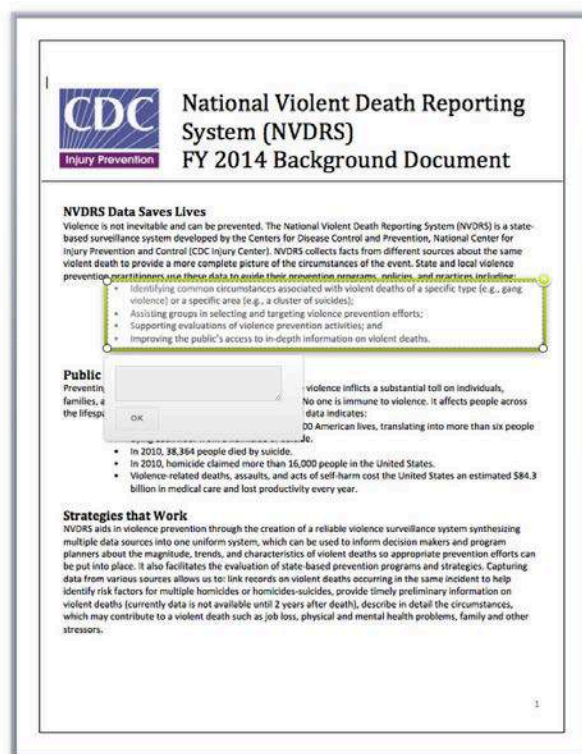 CDC
Injury Prevention
National Violent Death Reporting
System (NVDRS)
FY 2014 Background Document
NVDRS Data Saves Lives
Violence is not inevitable and can be prevented. The National Violent Death Reporting System (NVDRS) is a state-
based surveillance system developed by the Centers for Disease Control and Prevention, National Center for
Injury Prevention and Control (CDC Injury Center). NVDRS collects facts from different sources about the same
violent death to provide a more complete picture of the circumstances of the event. State and local violence
prevention practitioners use these data to guide their prevention programs, policies, and practices including:
• Identifying common circumstances associated with violent deaths of a specific type (e.g., gang
violence) or a specific area (e.g., a cluster of suicides);
• Assisting groups in selecting and targeting violence prevention efforts;
• Supporting evaluations of violence prevention activities; and
• Improving the public's access to in-depth information on violent deaths.
Public
Preventin violence inflicts a substantial toll on individuals,
families, a No one is immune to violence. It affects people across
the lifespa data indicates:
OK
00 American lives, translating into more than six people
• In 2010, 38,364 people died by suicide.
• In 2010, homicide claimed more than 16,000 people in the United States.
• Violence-related deaths, assaults, and acts of self-harm cost the United States an estimated $84.3
billion in medical care and lost productivity every year.
Strategies that Work
NVDRS aids in violence prevention through the creation of a reliable violence surveillance system synthesizing
multiple data sources into one uniform system, which can be used to inform decision makers and program
planners about the magnitude, trends, and characteristics of violent deaths so appropriate prevention efforts can
be put into place. It also facilitates the evaluation of state-based prevention programs and strategies. Capturing
data from various sources allows us to: link records on violent deaths occurring in the same incident to help
identify risk factors for multiple homicides or homicides-suicides, provide timely preliminary information on
violent deaths (currently data is not available until 2 years after death), describe in detail the circumstances,
which may contribute to a violent death such as job loss, physical and mental health problems, family and other
stressors.
1